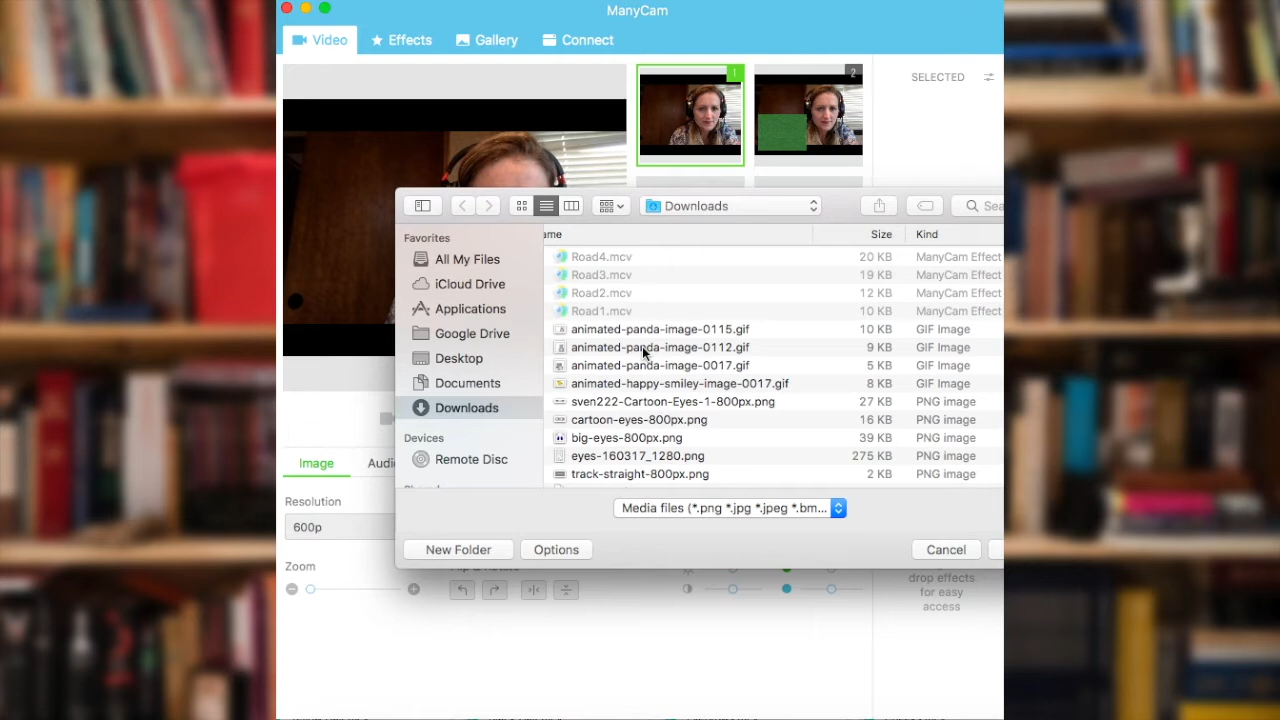 ManyCam
Video
Effects
Gallery
Connect
1
2
SELECTED
Downloads
Sea
Favorites
ame
Size
Kind
All My Files
iCloud Drive
Applications
Google Drive
Desktop
Documents
Downloads
Devices
Remote Disc
Road4.mcv 20 KB ManyCam Effect
Road3.mcv 19 KB ManyCam Effect
Road2.mcv 12 KB ManyCam Effect
Road1.mcv 10 KB ManyCam Effect
animated-panda-image-0115.gif 10 KB GIF Image
animated-panda-image-0112.gif 9 KB GIF Image
animated-panda-image-0017.gif 5 KB GIF Image
animated-happy-smiley-image-0017.gif 8 KB GIF Image
sven222-Cartoon-Eyes-1-800px.png 27 KB PNG image
cartoon-eyes-800px.png 16 KB PNG image
big-eyes-800px.png 39 KB PNG image
eyes-160317_1280.png 275 KB PNG image
track-straight-800px.png 2 KB PNG image
Media files (*.png *.jpg *.jpeg *.bm...
New Folder
Options
Cancel
Image
Audi
Resolution
600p
Zoom
drop effects
for easy
access